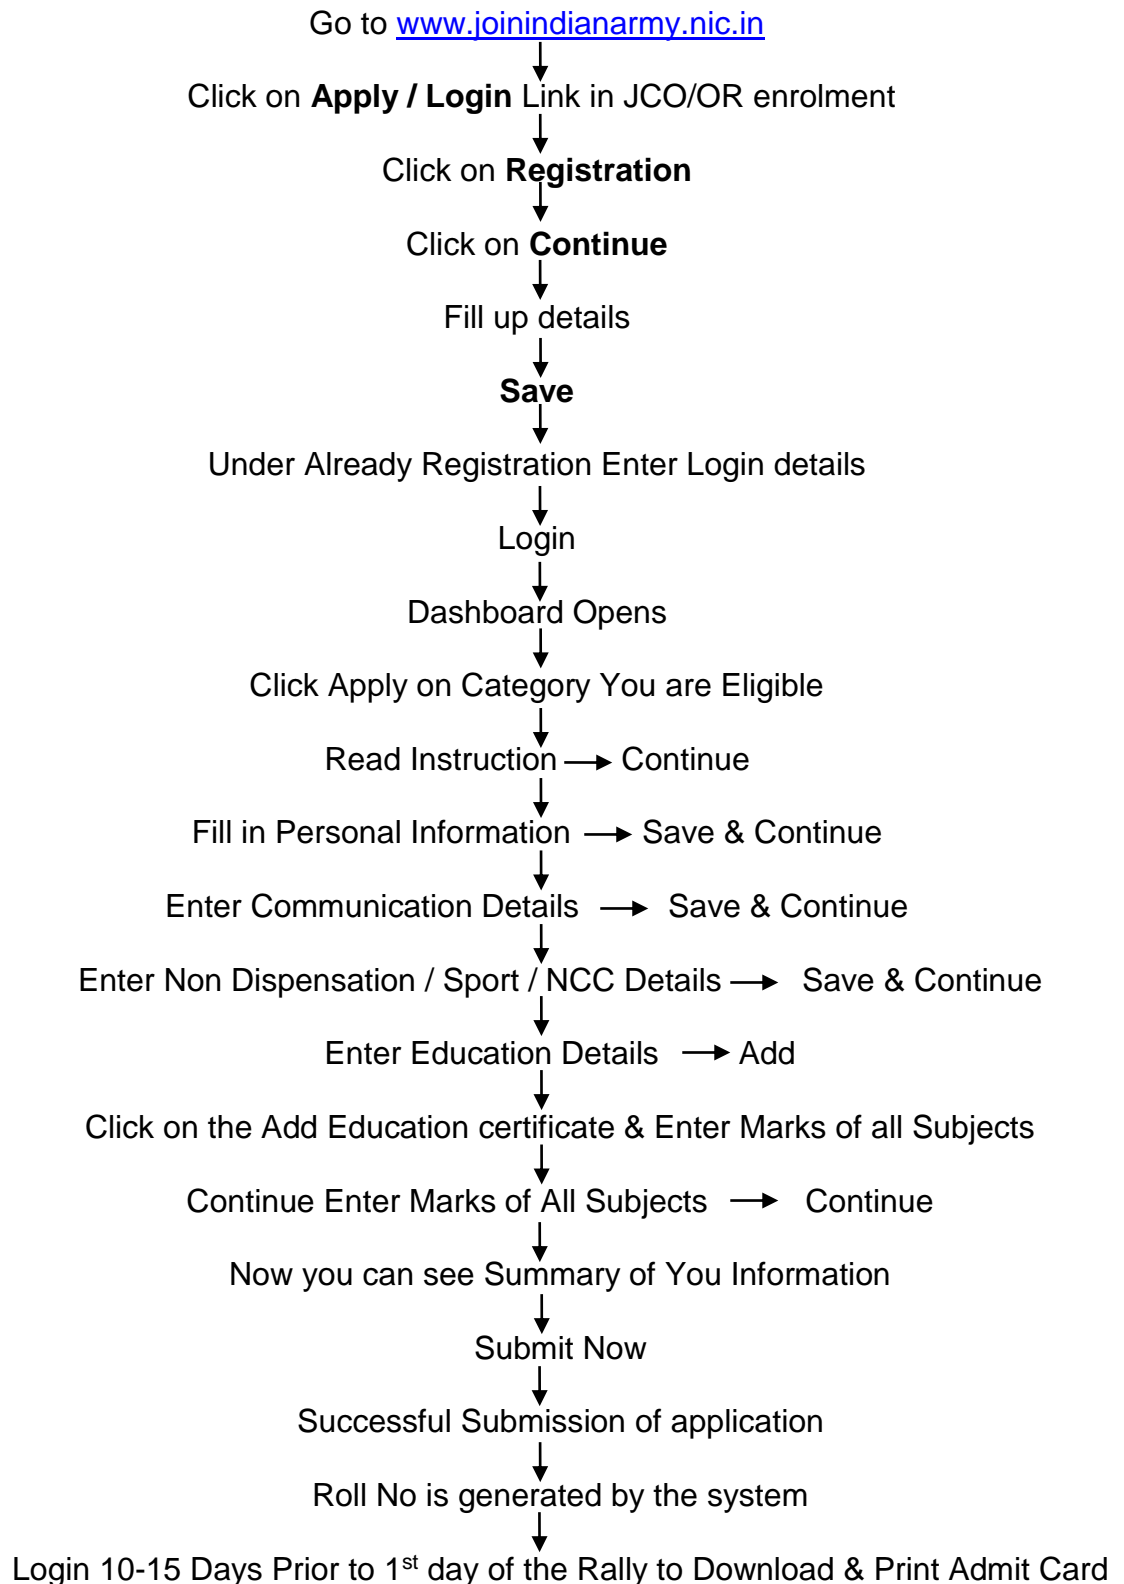 Go to www.joinindianarmy.nic.in
Click on Apply / Login Link in JCO/OR enrolment
Click on Registration
Click on Continue
Fill up details
Save
Under Already Registration Enter Login details
Login
Dashboard Opens
Click Apply on Category You are Eligible
Read Instruction Continue
Fill in Personal Information Save & Continue
Enter Communication Details Save & Continue
Enter Non Dispensation / Sport / NCC Details Save & Continue
Enter Education Details Add
Click on the Add Education certificate & Enter Marks of all Subjects
Continue Enter Marks of All Subjects Continue
Now you can see Summary of You Information
Submit Now
Successful Submission of application
Roll No is generated by the system
Login 10-15 Days Prior to 1st day of the Rally to Download & Print Admit Card